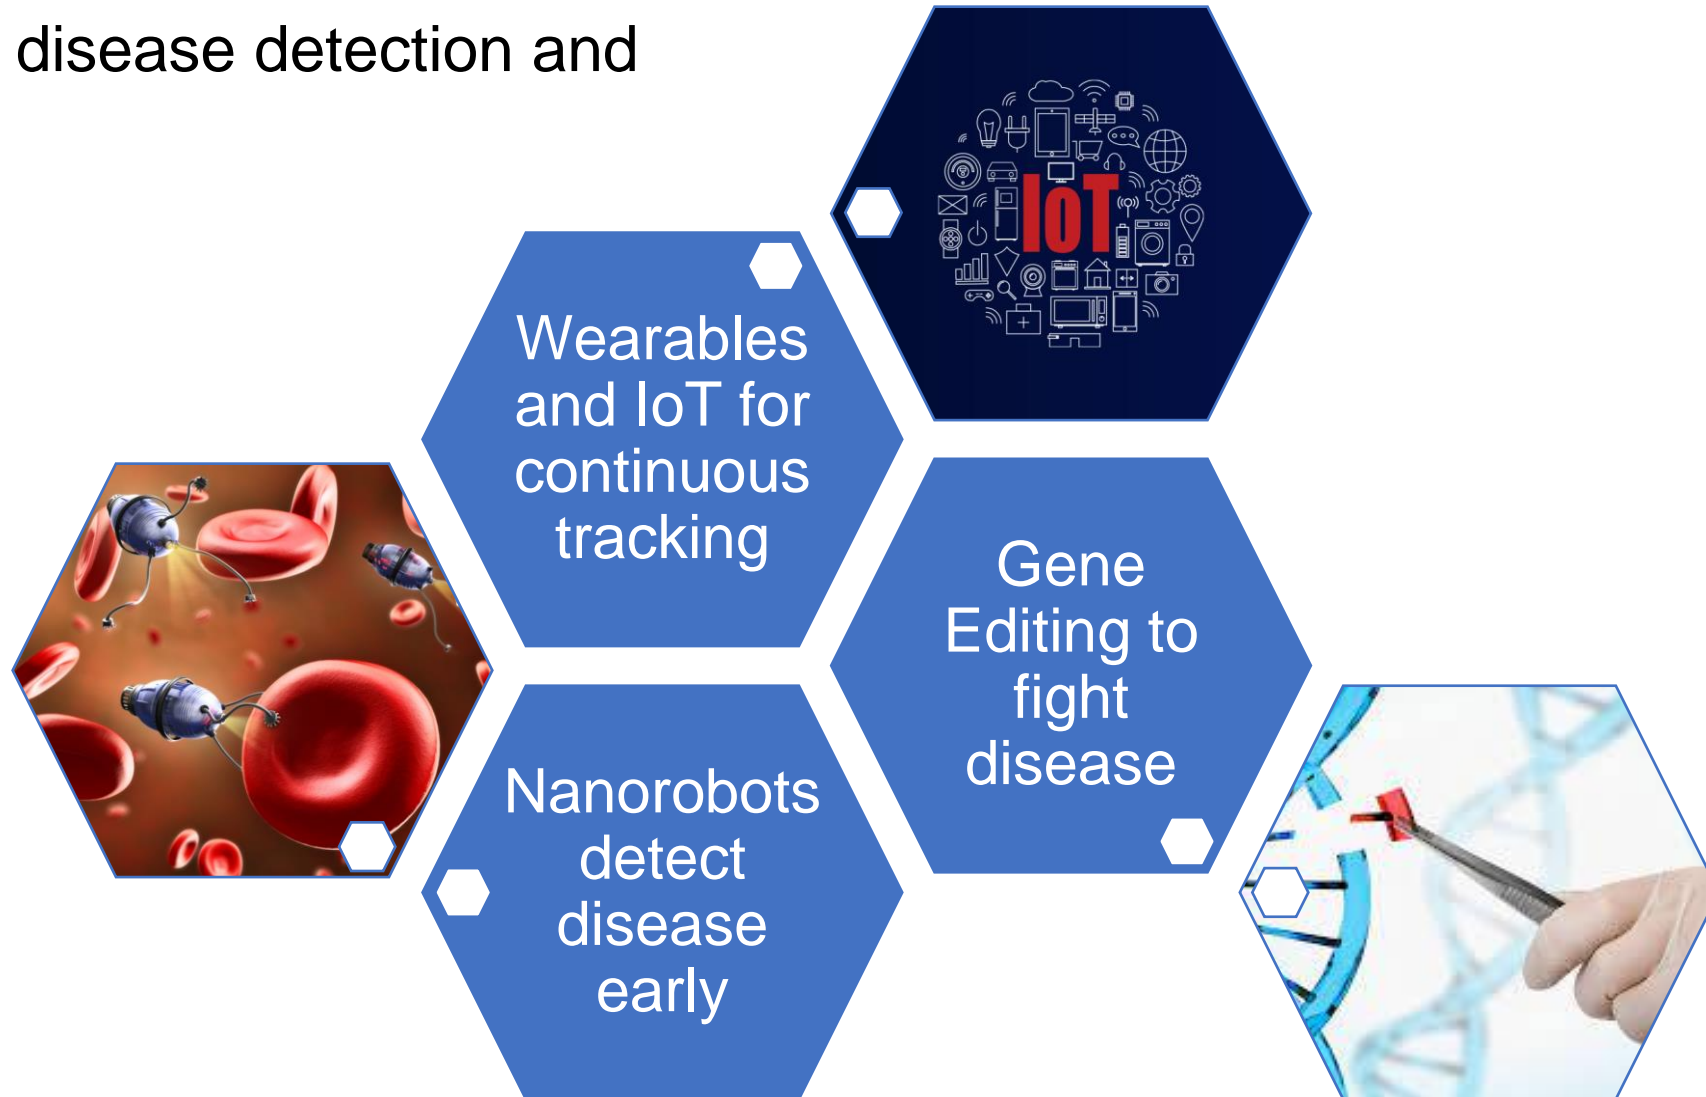 disease detection and
IoT
Wearables
and IoT for
continuous
tracking
Gene
Editing to
fight
disease
Nanorobots
detect
disease
early